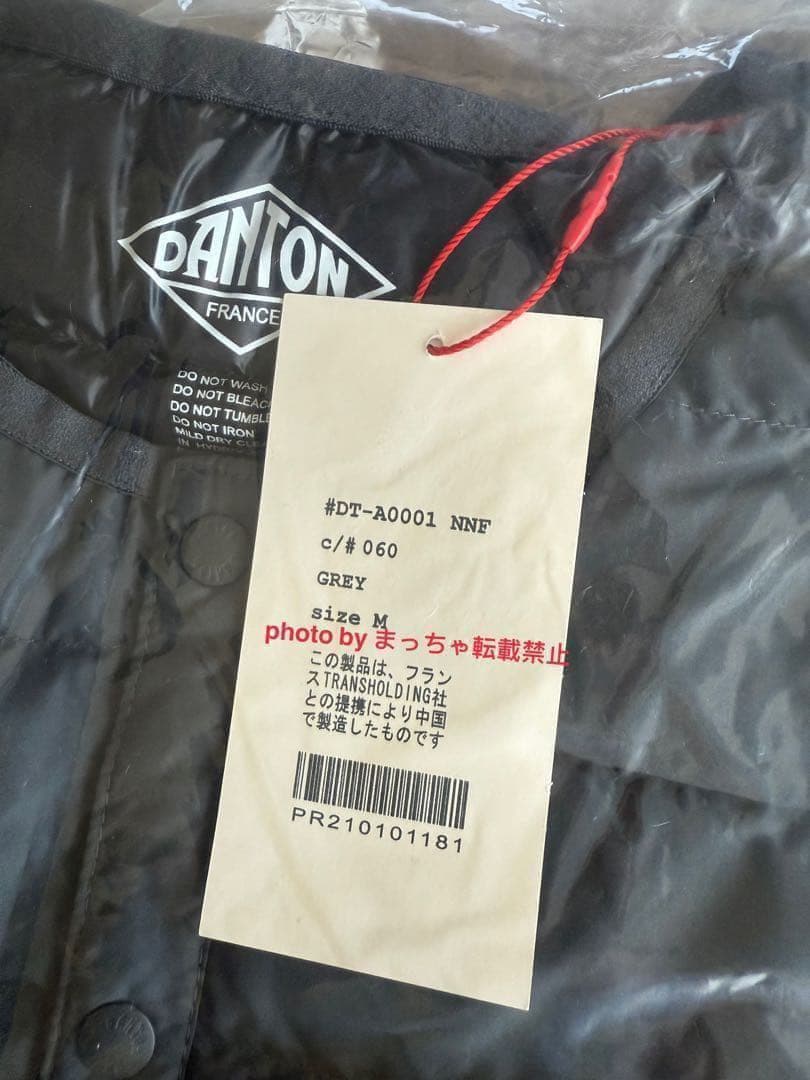 DANTON
FRANCE
DO NOT WASH
DO NOT BLEAC
DO NOT TUMBLE
DO NOT IRON
MILD DRY CLE
#DT-A0001 NNF
c/# 060
GREY
size M
photo by まっちゃ転載禁止
この製品は、フラン
スTRANSHOLDING社
との提携により中国
で製造したものです
PR210101181